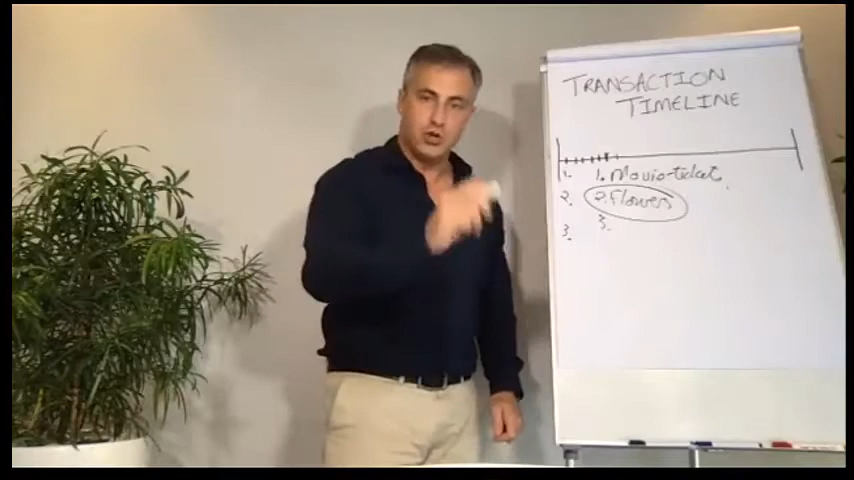 TRANSACTION
TIMELINE
1. 1. Movie-ticket
2. 2. Flowers
3. 3.